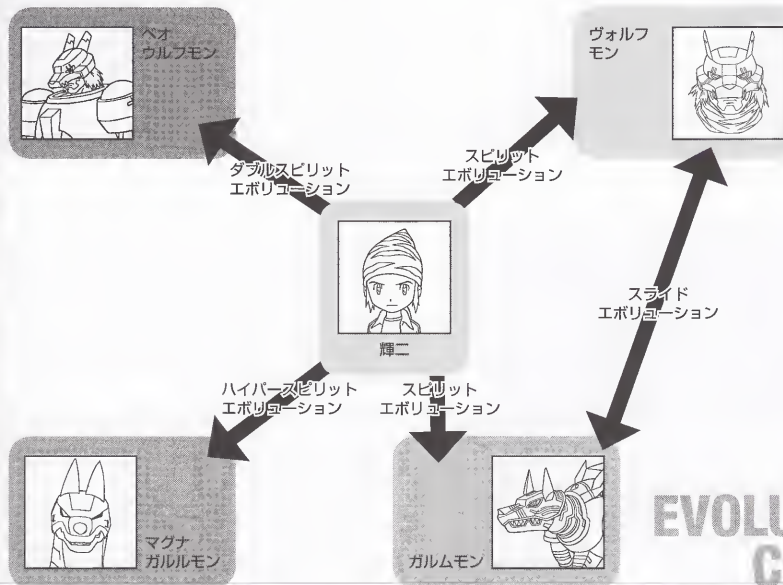 ベオ
ウルフモン
ヴォルフ
モン
ダブルスピリット
エボリューション
スピリット
エボリューション
スライド
エボリューション
輝二
ハイパースピリット
エボリューション
スピリット
エボリューション
マグナ
ガルルモン
ガルムモン
EVOLU
C